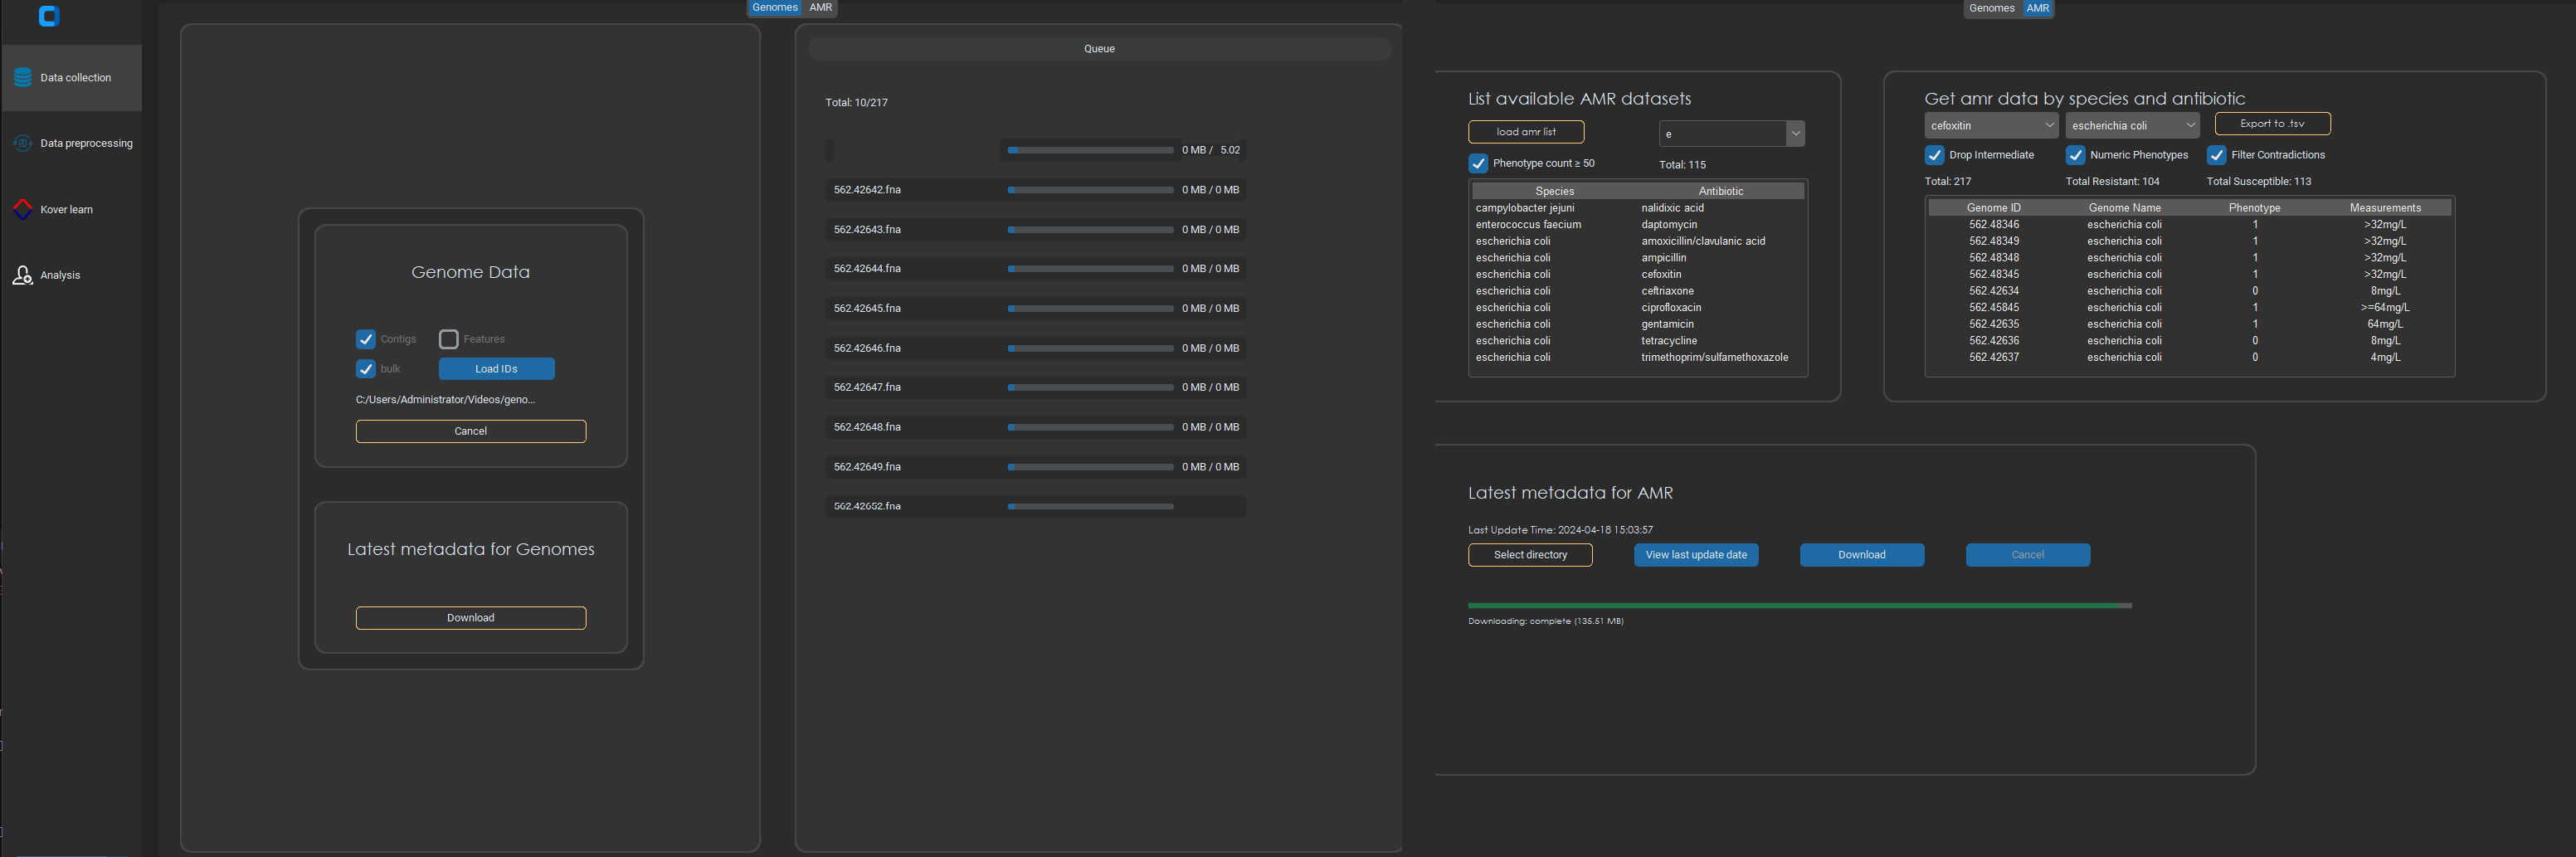 Genomes AMR
Data collection
Data preprocessing
Kover learn
Analysis
Genome Data
Contigs Features
bulk Load IDs
C:/Users/Administrator/Videos/geno...
Cancel
Latest metadata for Genomes
Download
Queue
Total: 10/217
0 MB / 5.02
562.42642.fna 0 MB / 0 MB
562.42643.fna 0 MB / 0 MB
562.42644.fna 0 MB / 0 MB
562.42645.fna 0 MB / 0 MB
562.42646.fna 0 MB / 0 MB
562.42647.fna 0 MB / 0 MB
562.42648.fna 0 MB / 0 MB
562.42649.fna 0 MB / 0 MB
562.42652.fna
Genomes AMR
List available AMR datasets
load amr list e
Phenotype count ≥ 50 Total: 115
Species Antibiotic
campylobacter jejuni nalidixic acid
enterococcus faecium daptomycin
escherichia coli amoxicillin/clavulanic acid
escherichia coli ampicillin
escherichia coli cefoxitin
escherichia coli ceftriaxone
escherichia coli ciprofloxacin
escherichia coli gentamicin
escherichia coli tetracycline
escherichia coli trimethoprim/sulfamethoxazole
Get amr data by species and antibiotic
cefoxitin escherichia coli Export to .tsv
Drop Intermediate Numeric Phenotypes Filter Contradictions
Total: 217 Total Resistant: 104 Total Susceptible: 113
Genome ID Genome Name Phenotype Measurements
562.48346 escherichia coli 1 >32mg/L
562.48349 escherichia coli 1 >32mg/L
562.48348 escherichia coli 1 >32mg/L
562.48345 escherichia coli 1 >32mg/L
562.42634 escherichia coli 0 8mg/L
562.45845 escherichia coli 1 >=64mg/L
562.42635 escherichia coli 1 64mg/L
562.42636 escherichia coli 0 8mg/L
562.42637 escherichia coli 0 4mg/L
Latest metadata for AMR
Last Update Time: 2024-04-18 15:03:57
Select directory View last update date Download Cancel
Downloading: complete (135.51 MB)